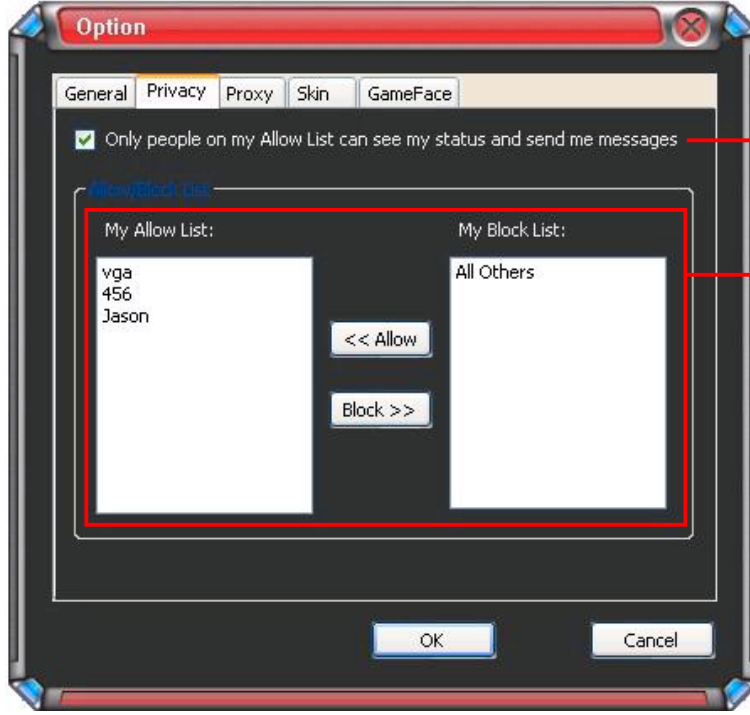 Option
General Privacy Proxy Skin GameFace
Only people on my Allow List can see my status and send me messages
Allow/Block List
My Allow List: My Block List:
vga All Others
456
Jason
<< Allow
Block >>
OK Cancel